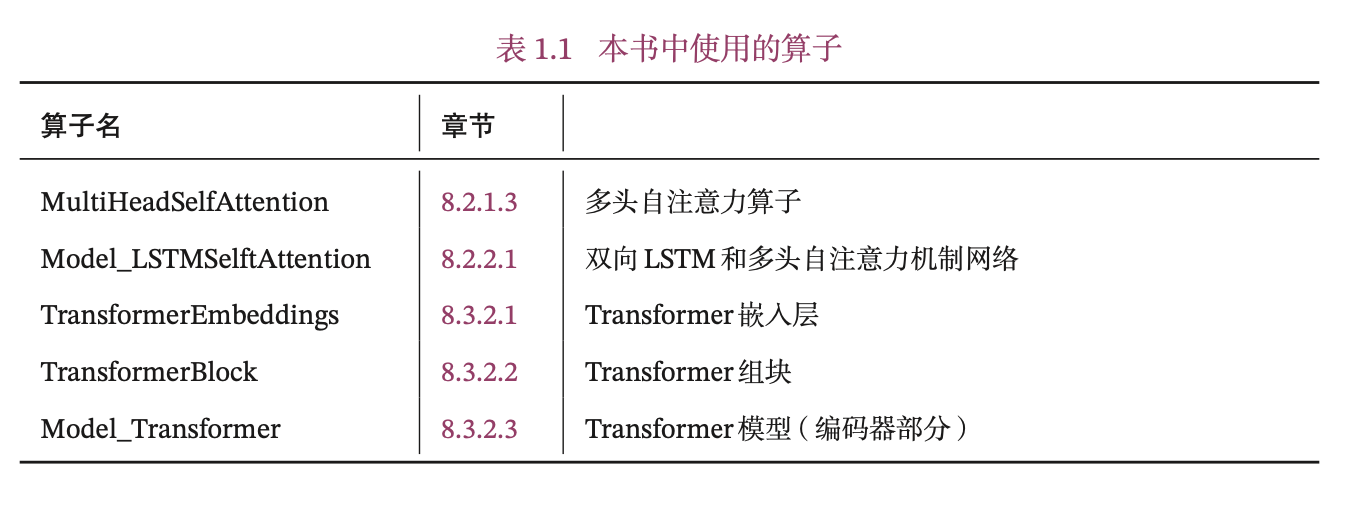 表 1.1 本书中使用的算子
算子名 章节
MultiHeadSelfAttention 8.2.1.3 多头自注意力算子
Model_LSTMSelftAttention 8.2.2.1 双向 LSTM 和多头自注意力机制网络
TransformerEmbeddings 8.3.2.1 Transformer 嵌入层
TransformerBlock 8.3.2.2 Transformer 组块
Model_Transformer 8.3.2.3 Transformer 模型（编码器部分）